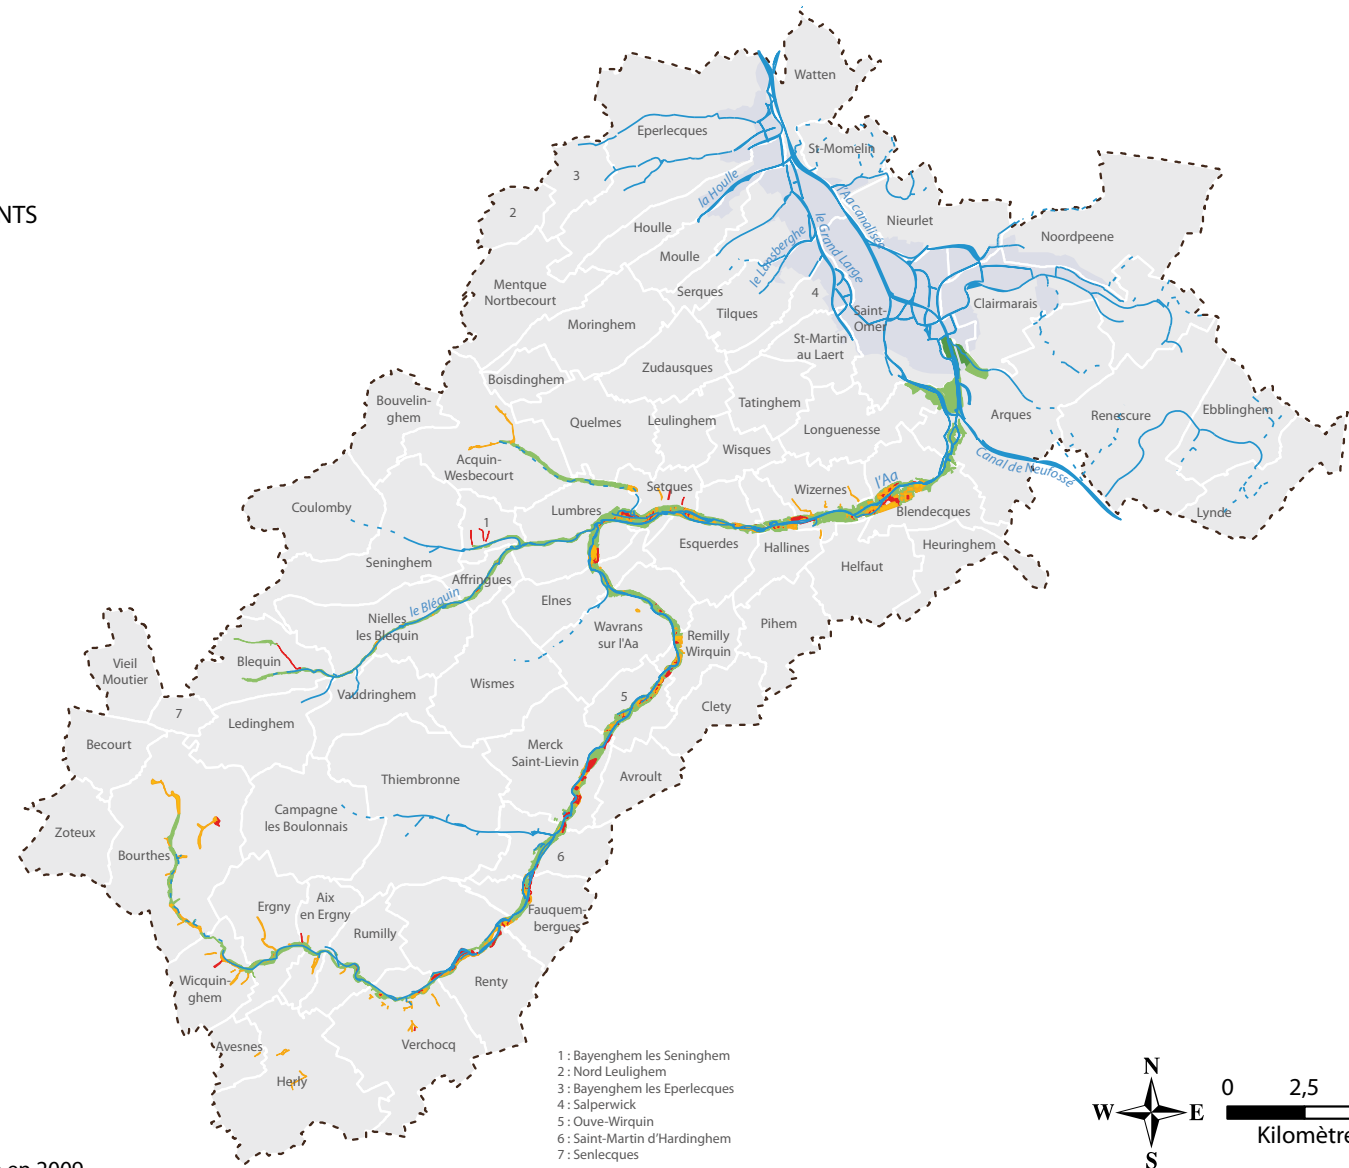 Watten
Eperlecques
St-Momelin
3
la Houlle
l'Aa canalisée
2
Nieurlet
Houlle
le Grand Large
Noordpeene
Moulle
le Lansberghe
NTS
Mentque
Nortbecourt
Serques
4
Clairmarais
Tilques
Saint-
Omer
Moringhem
St-Martin
au Laert
Zudausques
Boisdinghem
Bouvelin-
ghem
Tatinghem
Arques
Renescure
Ebblinghem
Quelmes
Leulinghem
Longuenesse
Wisques
Acquin-
Wesbecourt
Canal de Neufossé
Setques
Wizernes
l'Aa
Coulomby
Lumbres
Blendecques
Lynde
1
Esquerdes
Hallines
Heuringhem
Seninghem
Helfaut
Affringues
le Bléquin
Elnes
Nielles
les Blequin
Wavrans
sur l'Aa
Pihem
Remilly
Wirquin
Vieil
Moutier
Blequin
Wismes
Vaudringhem
5
Clety
7
Ledinghem
Becourt
Merck
Saint-Lievin
Thiembronne
Avroult
Campagne
les Boulonnais
Zoteux
Bourthes
6
Aix
en Ergny
Ergny
Fauquem-
bergues
Rumilly
Wicquin-
ghem
Renty
Avesnes
Verchocq
Herly
1 : Bayenghem les Seninghem
2 : Nord Leulighem
3 : Bayenghem les Eperlecques
4 : Salperwick
5 : Ouve-Wirquin
6 : Saint-Martin d'Hardinghem
7 : Senlecques
N
W
E
S
0 2,5
Kilomètre
en 2009